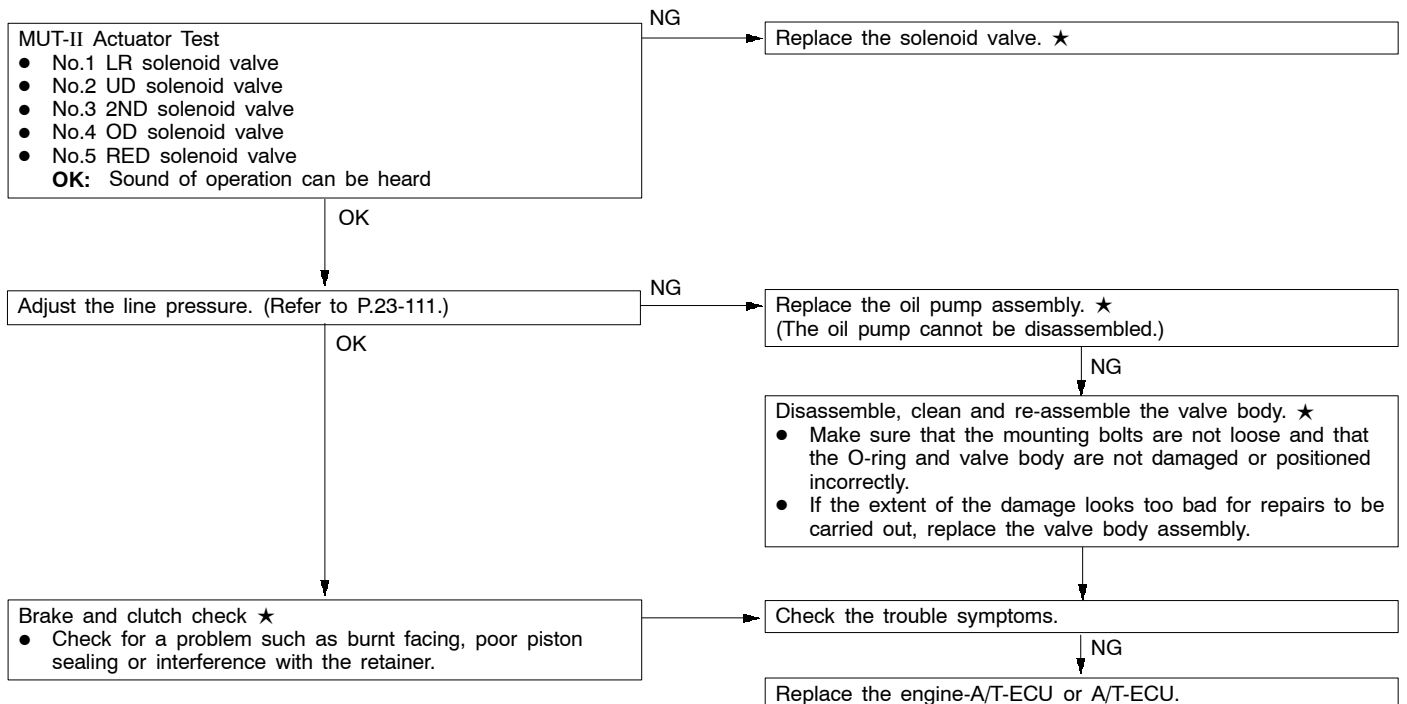 MUT-II Actuator Test
● No.1 LR solenoid valve
● No.2 UD solenoid valve
● No.3 2ND solenoid valve
● No.4 OD solenoid valve
● No.5 RED solenoid valve
OK: Sound of operation can be heard
NG
Replace the solenoid valve. ★
OK
Adjust the line pressure. (Refer to P.23-111.)
NG
Replace the oil pump assembly. ★
(The oil pump cannot be disassembled.)
OK
NG
Disassemble, clean and re-assemble the valve body. ★
● Make sure that the mounting bolts are not loose and that
the O-ring and valve body are not damaged or positioned
incorrectly.
● If the extent of the damage looks too bad for repairs to be
carried out, replace the valve body assembly.
Brake and clutch check ★
● Check for a problem such as burnt facing, poor piston
sealing or interference with the retainer.
Check the trouble symptoms.
NG
Replace the engine-A/T-ECU or A/T-ECU.